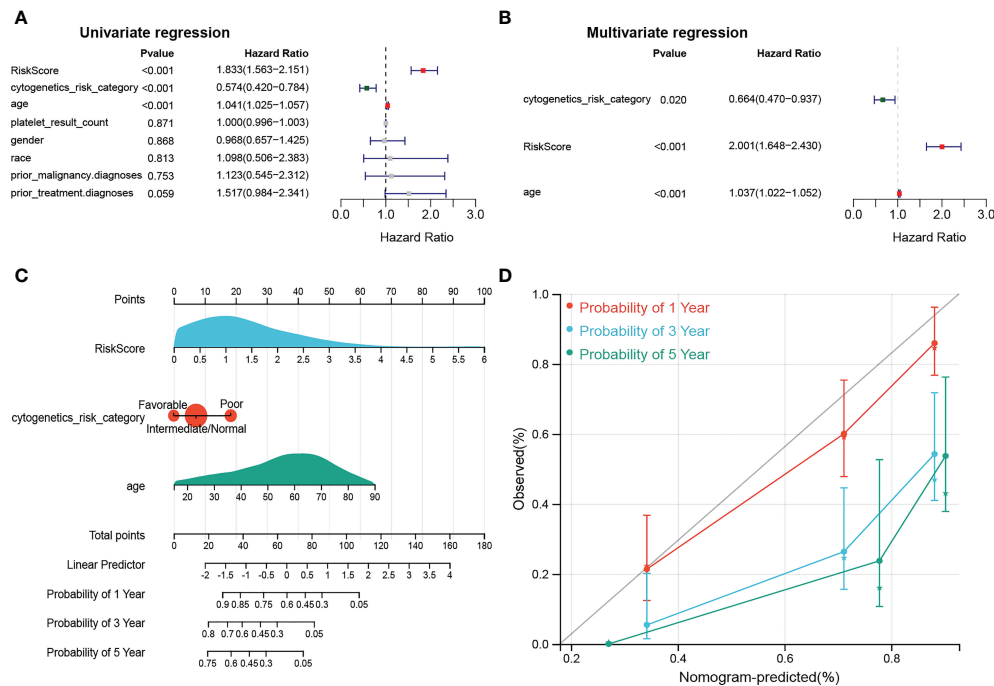 A
Univariate regression
Pvalue Hazard Ratio
RiskScore <0.001 1.833(1.563−2.151)
cytogenetics_risk_category <0.001 0.574(0.420−0.784)
age <0.001 1.041(1.025−1.057)
platelet_result_count 0.871 1.000(0.996−1.003)
gender 0.868 0.968(0.657−1.425)
race 0.813 1.098(0.506−2.383)
prior_malignancy.diagnoses 0.753 1.123(0.545−2.312)
prior_treatment.diagnoses 0.059 1.517(0.984−2.341)
0.0 1.0 2.0 3.0
Hazard Ratio
B
Multivariate regression
Pvalue Hazard Ratio
cytogenetics_risk_category 0.020 0.664(0.470−0.937)
RiskScore <0.001 2.001(1.648−2.430)
age <0.001 1.037(1.022−1.052)
0.0 1.0 2.0 3.0
Hazard Ratio
C
0 10 20 30 40 50 60 70 80 90 100
Points
RiskScore
0 0.5 1 1.5 2 2.5 3 3.5 4 4.5 5 5.5 6
Favorable Poor
cytogenetics_risk_category
Intermediate/Normal
age
20 30 40 50 60 70 80 90
Total points
0 20 40 60 80 100 120 140 160 180
Linear Predictor
-2 -1.5 -1 -0.5 0 0.5 1 1.5 2 2.5 3 3.5 4
Probability of 1 Year
0.9 0.85 0.75 0.6 0.45 0.3 0.05
Probability of 3 Year
0.8 0.7 0.6 0.45 0.3 0.05
Probability of 5 Year
0.75 0.6 0.45 0.3 0.05
D
Probability of 1 Year
Probability of 3 Year
Probability of 5 Year
1.0
0.8
0.6
0.4
0.2
0.0
Observed(%)
0.2 0.4 0.6 0.8
Nomogram-predicted(%)